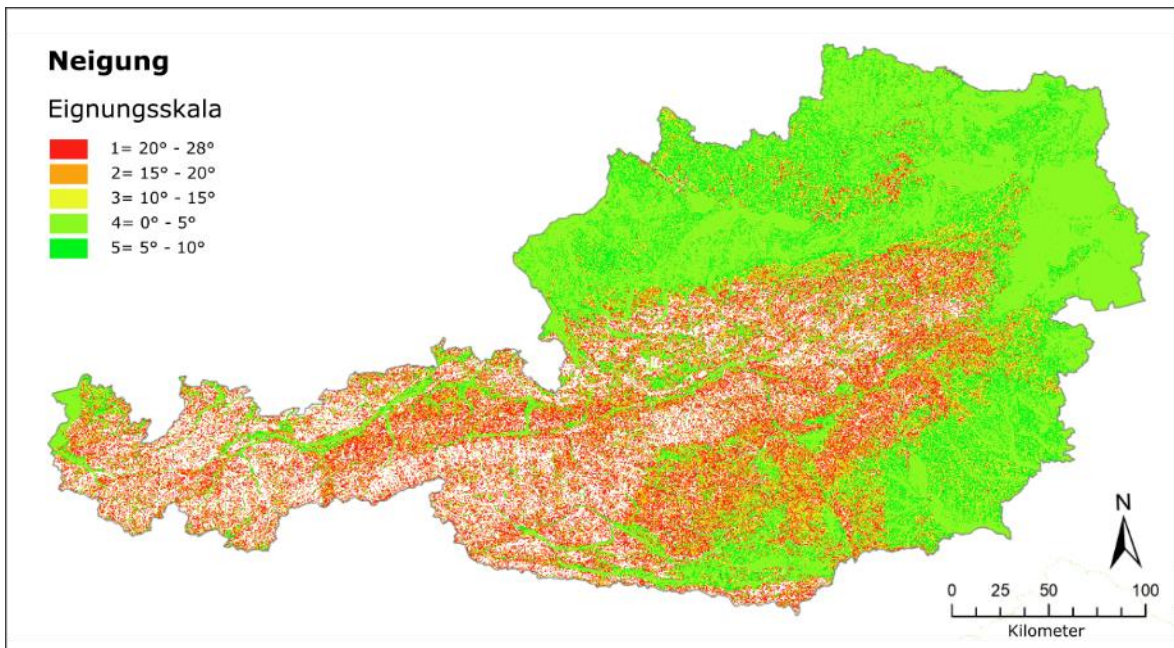 Neigung
Eignungsskala
1= 20° - 28°
2= 15° - 20°
3= 10° - 15°
4= 0° - 5°
5= 5° - 10°
N
0 25 50 100
Kilometer